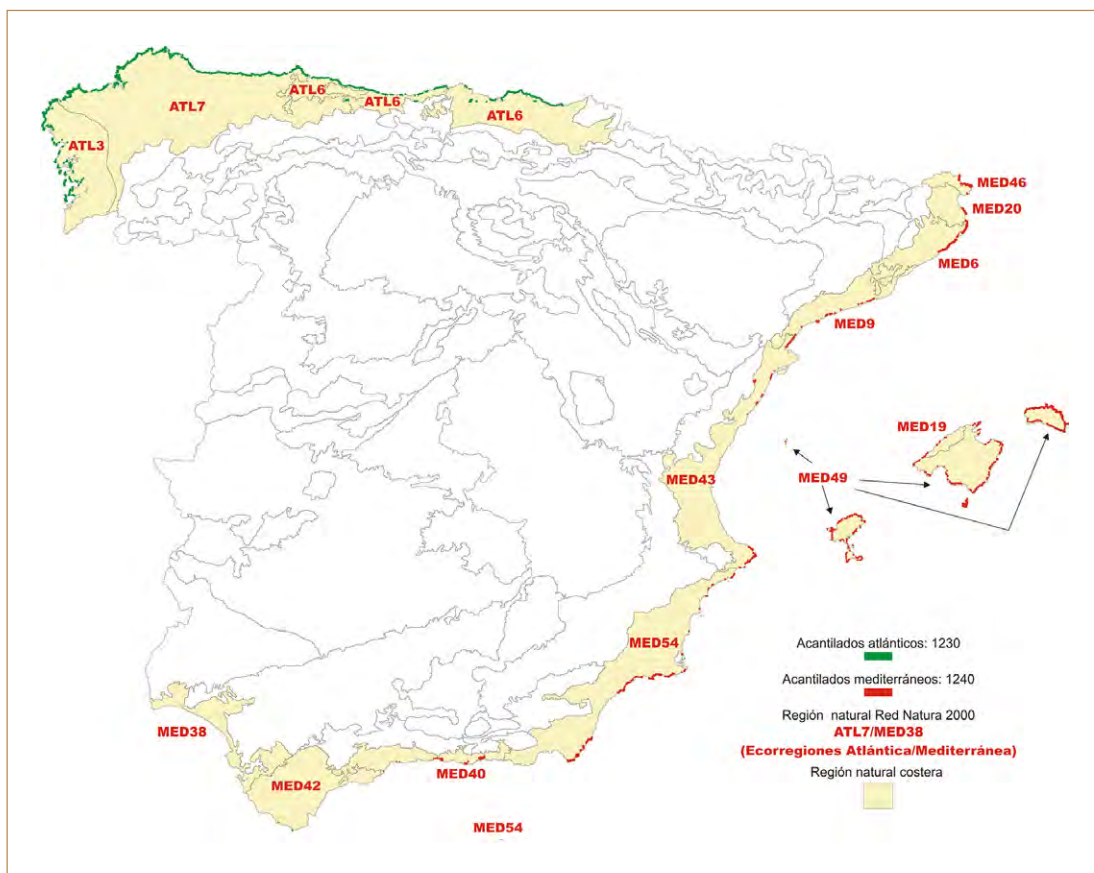 ATL6
ATL7
ATL6
ATL6
ATL3
MED46
MED20
MED6
MED9
MED19
MED43
MED49
MED54
MED38
MED42
MED40
MED54
Acantilados atlánticos: 1230
Acantilados mediterráneos: 1240
Región natural Red Natura 2000
ATL7/MED38
(Ecorregiones Atlántica/Mediterránea)
Región natural costera